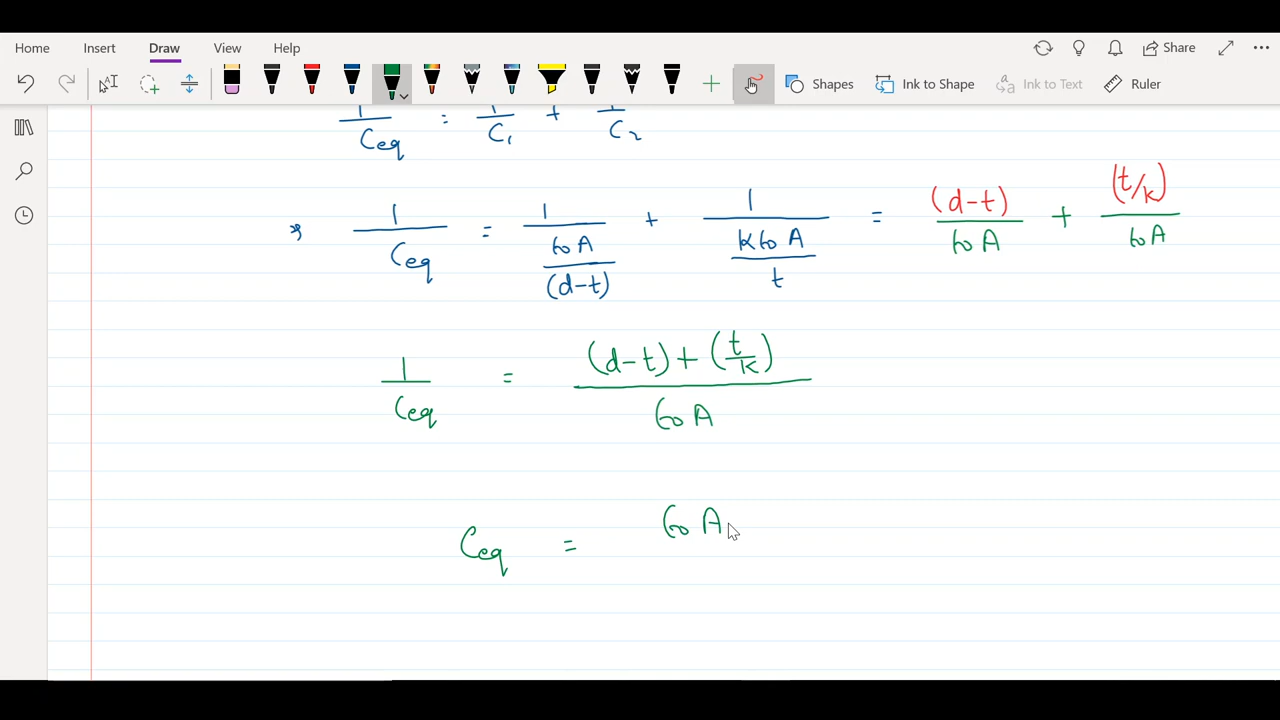 Home Insert Draw View Help Share
Shapes Ink to Shape Ink to Text Ruler
1/Ceq = 1/C₁ + 1/C₂
⇒ 1/Ceq = 1/(ϵ₀A/(d-t)) + 1/(kϵ₀A/t) = (d-t)/ϵ₀A + (t/k)/ϵ₀A
1/Ceq = ((d-t)+(t/k))/ϵ₀A
Ceq = ϵ₀A